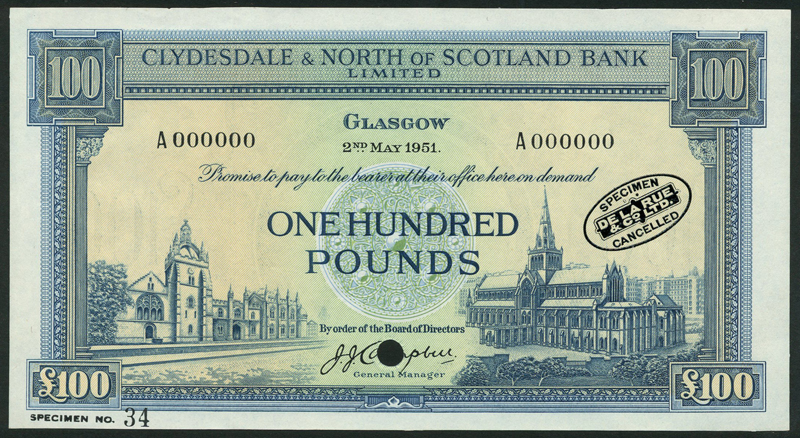 100 CLYDESDALE & NORTH OF SCOTLAND BANK 100
LIMITED
GLASGOW
A 000000 A 000000
2ND MAY 1951.
Promise to pay to the bearer at their office here on demand
SPECIMEN
DE LA RUE
& CO. LTD.
CANCELLED
ONE HUNDRED
POUNDS
By order of the Board of Directors
General Manager
£100 £100
SPECIMEN NO. 34